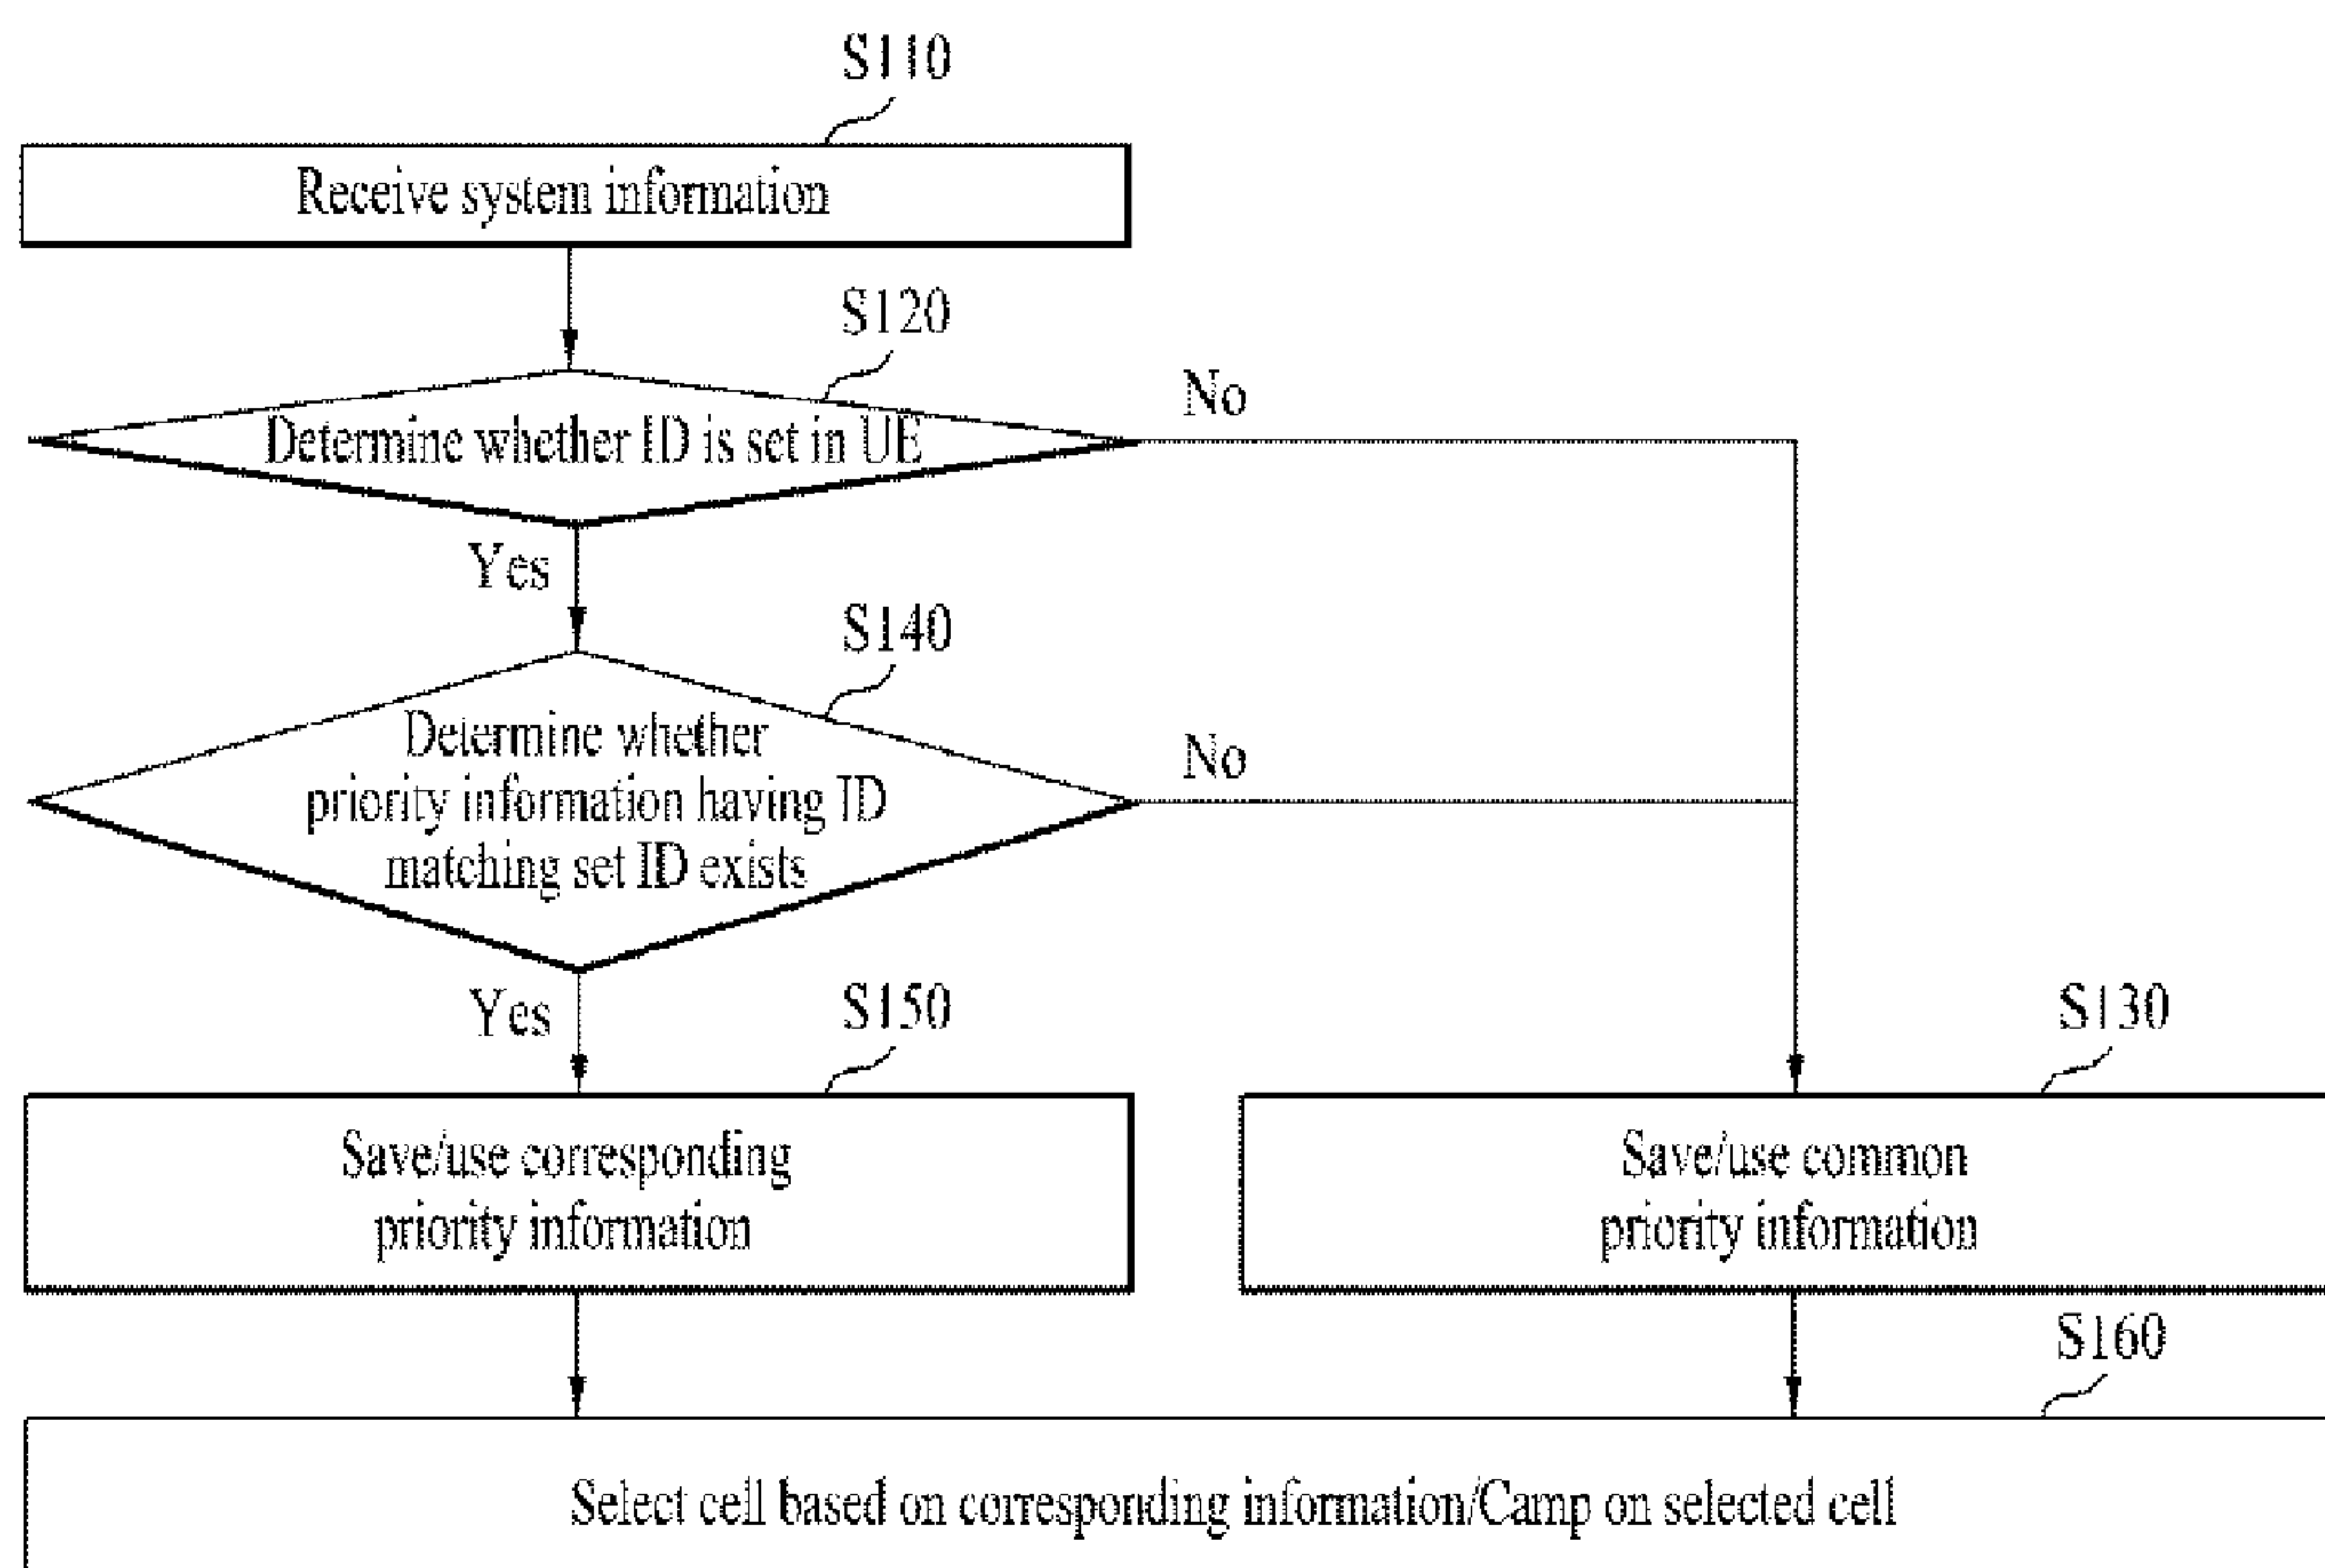 S110
Receive system information
S120
No
Determine whether ID is set in UE
Yes
S140
Determine whether
priority information having ID
matching set ID exists
No
Yes
S150
S130
Save/use corresponding
priority information
Save/use common
priority information
S160
Select cell based on corresponding information/Camp on selected cell